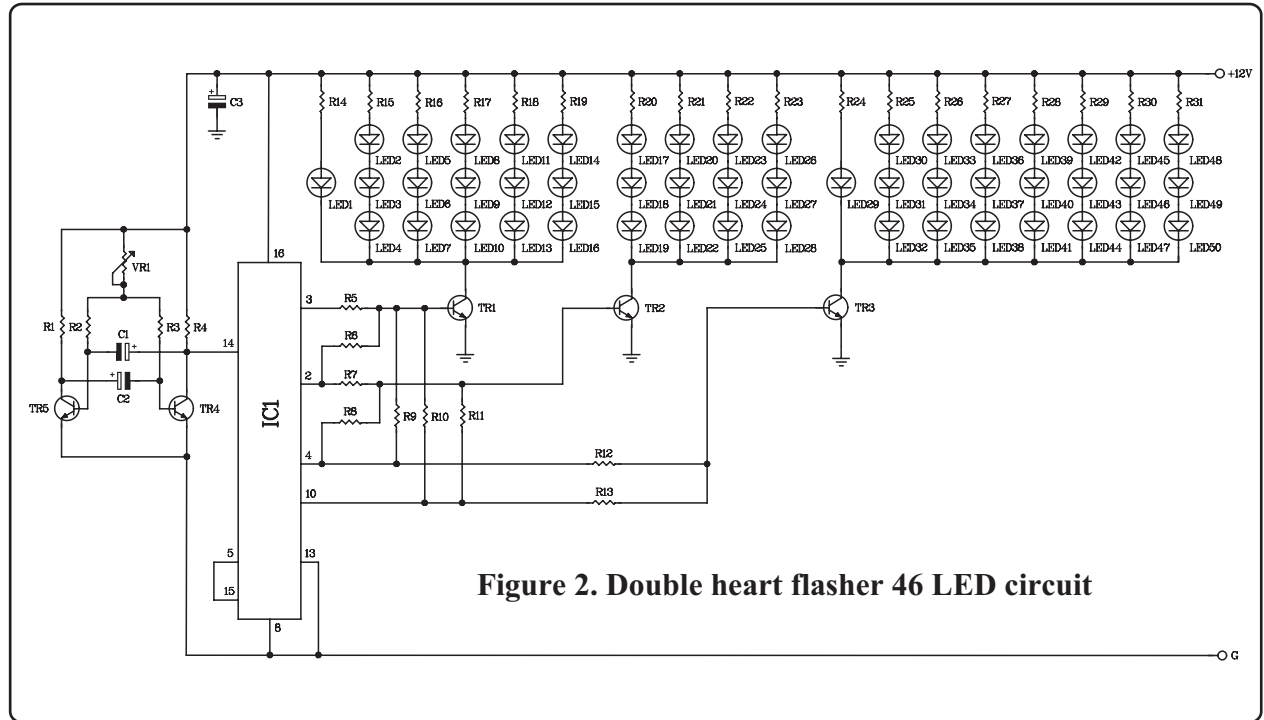 +12V
C3
R14 R15 R16 R17 R18 R19 R20 R21 R22 R23 R24 R25 R26 R27 R28 R29 R30 R31
LED2 LED5 LED8 LED11 LED14 LED17 LED20 LED23 LED26 LED30 LED33 LED36 LED39 LED42 LED45 LED48
LED1 LED3 LED6 LED9 LED12 LED15 LED18 LED21 LED24 LED27 LED29 LED31 LED34 LED37 LED40 LED43 LED46 LED49
LED4 LED7 LED10 LED13 LED16 LED19 LED22 LED25 LED28 LED32 LED35 LED38 LED41 LED44 LED47 LED50
16
VR1
3 R5 TR1 TR2 TR3
R1 R2 C1 + R3 R4
14
R6
+ C2
2 R7
TR5 TR4
IC1
R8 R9 R10 R11
4 R12
10 R13
5 13
15
8
Figure 2. Double heart flasher 46 LED circuit
G